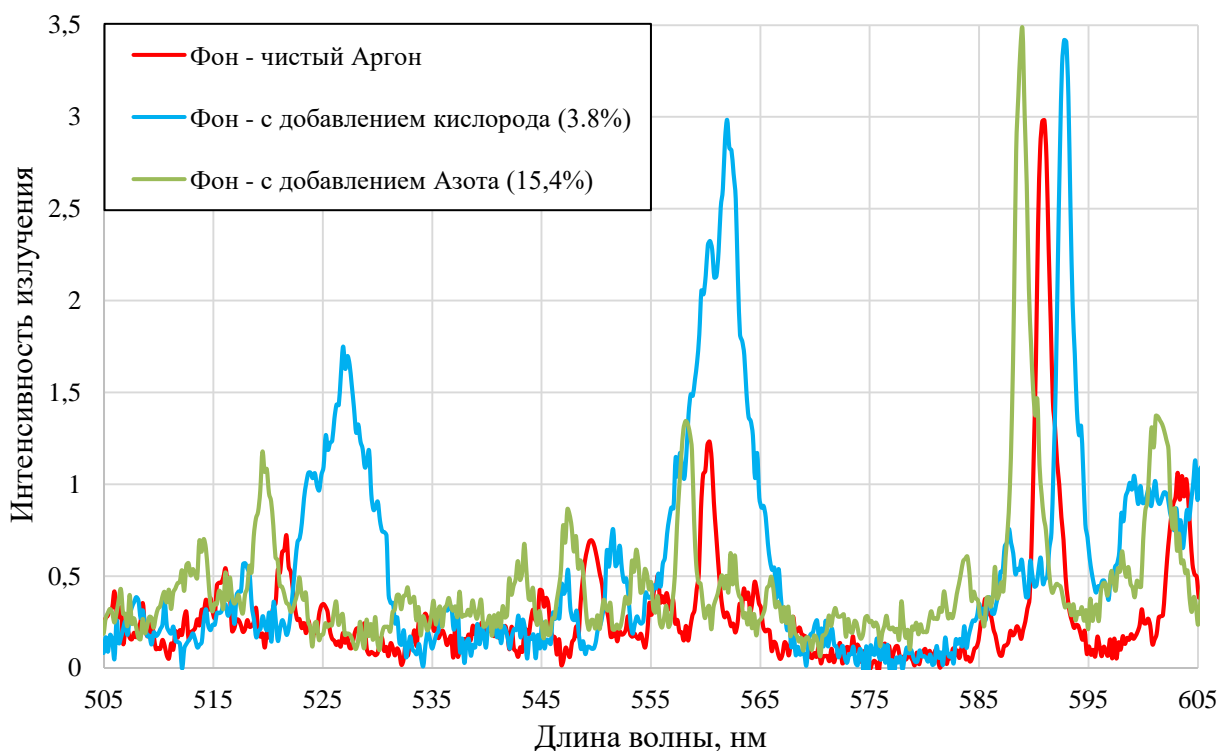 3,5
3
2,5
2
1,5
1
0,5
0
Интенсивность излучения
Фон - чистый Аргон
Фон - с добавлением кислорода (3.8%)
Фон - с добавлением Азота (15,4%)
505 515 525 535 545 555 565 575 585 595 605
Длина волны, нм